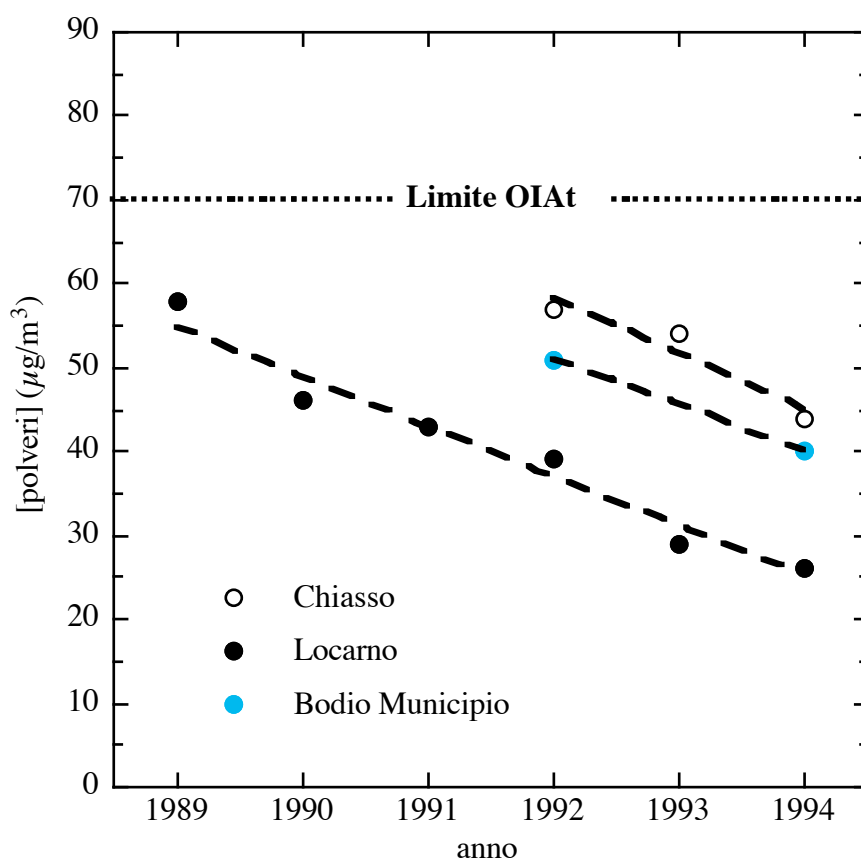 90
80
70
Limite OIAt
60
50
40
30
20
10
0
[polveri] (µg/m³)
Chiasso
Locarno
Bodio Municipio
1989 1990 1991 1992 1993 1994
anno